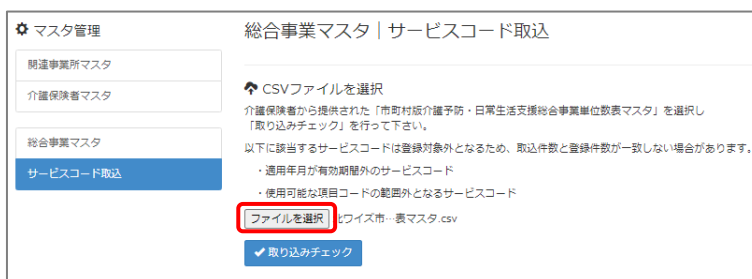 マスタ管理
関連事業所マスタ
介護保険者マスタ
総合事業マスタ
サービスコード取込
総合事業マスタ｜サービスコード取込
CSVファイルを選択
介護保険者から提供された「市町村版介護予防・日常生活支援総合事業単位数表マスタ」を選択し
「取り込みチェック」を行って下さい。
以下に該当するサービスコードは登録対象外となるため、取込件数と登録件数が一致しない場合があります。
・適用年月が有効期間外のサービスコード
・使用可能な項目コードの範囲外となるサービスコード
ファイルを選択 ワイズ市…表マスタ.csv
取り込みチェック